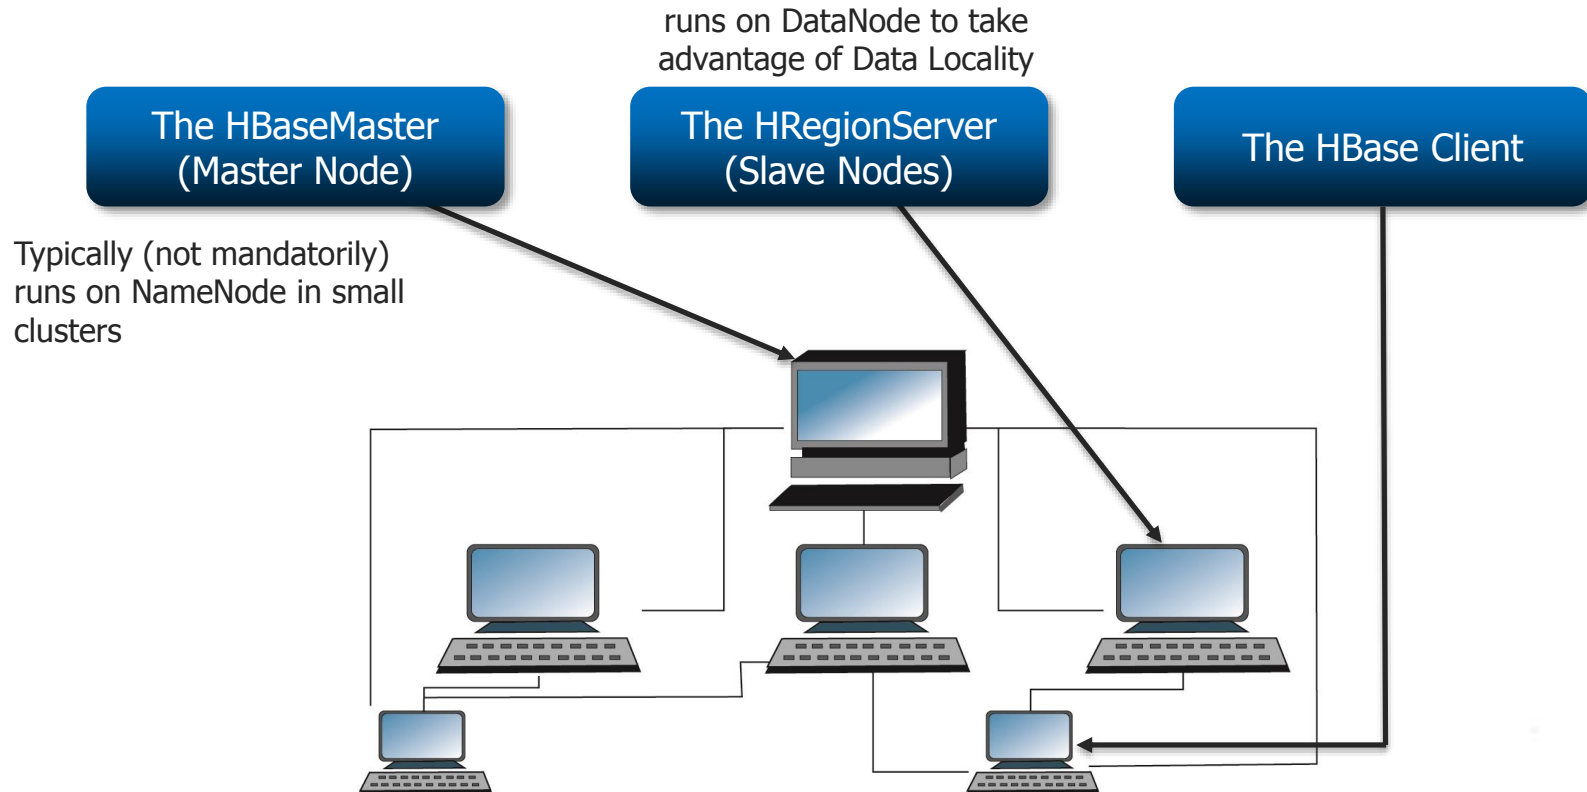 runs on DataNode to take
advantage of Data Locality
The HBaseMaster
(Master Node)
The HRegionServer
(Slave Nodes)
The HBase Client
Typically (not mandatorily)
runs on NameNode in small
clusters